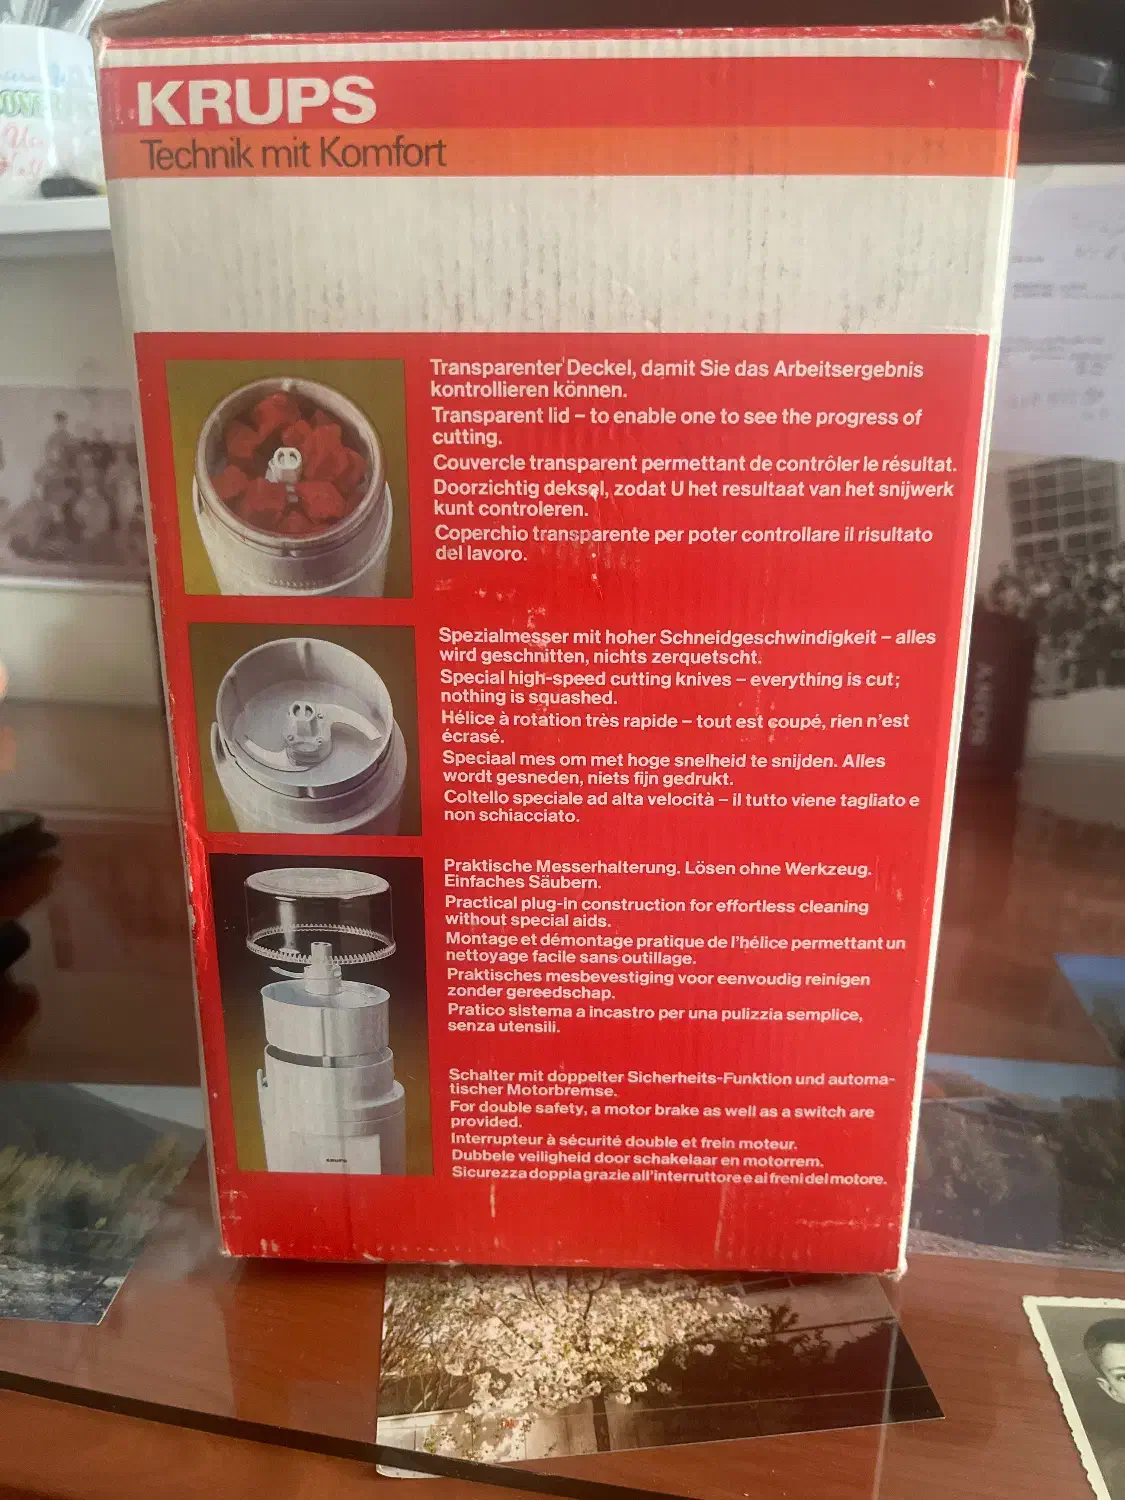 KRUPS
Technik mit Komfort
Transparenter Deckel, damit Sie das Arbeitsergebnis
kontrollieren können.
Transparent lid – to enable one to see the progress of
cutting.
Couvercle transparent permettant de contrôler le résultat.
Doorzichtig deksel, zodat U het resultaat van het snijwerk
kunt controleren.
Coperchio transparente per poter controllare il risultato
del lavoro.
Spezialmesser mit hoher Schneidgeschwindigkeit – alles
wird geschnitten, nichts zerquetscht.
Special high-speed cutting knives – everything is cut;
nothing is squashed.
Hélice à rotation très rapide – tout est coupé, rien n'est
écrasé.
Speciaal mes om met hoge snelheid te snijden. Alles
wordt gesneden, niets fijn gedrukt.
Coltello speciale ad alta velocità – il tutto viene tagliato e
non schiacciato.
Praktische Messerhalterung. Lösen ohne Werkzeug.
Einfaches Säubern.
Practical plug-in construction for effortless cleaning
without special aids.
Montage et démontage pratique de l'hélice permettant un
nettoyage facile sans outillage.
Praktisches mesbevestiging voor eenvoudig reinigen
zonder gereedschap.
Pratico sistema a incastro per una pulizzia semplice,
senza utensili.
Schalter mit doppelter Sicherheits-Funktion und automa-
tischer Motorbremse.
For double safety, a motor brake as well as a switch are
provided.
Interrupteur à sécurité double et frein moteur.
Dubbele veiligheid door schakelaar en motorrem.
Sicurezza doppia grazie all'interruttore e ai freni del motore.
KRUPS
SONY